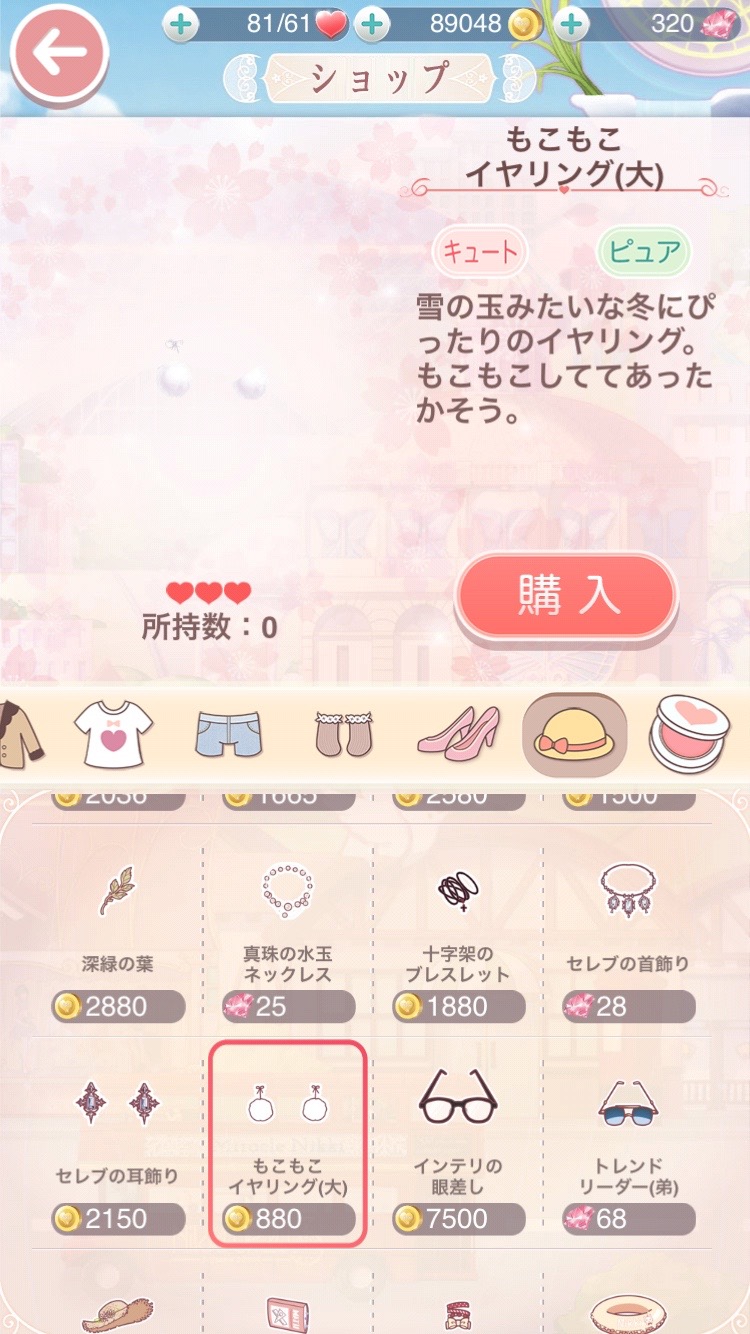 81/61
89048
320
ショップ
もこもこ
イヤリング(大)
キュート
ピュア
雪の玉みたいな冬にぴ
ったりのイヤリング。
もこもこしててあった
かそう。
所持数：0
購入
2036
1665
2580
1500
深緑の葉
真珠の水玉
ネックレス
十字架の
ブレスレット
セレブの首飾り
2880
25
1880
28
セレブの耳飾り
もこもこ
イヤリング(大)
インテリの
眼差し
トレンド
リーダー(弟)
2150
880
7500
68